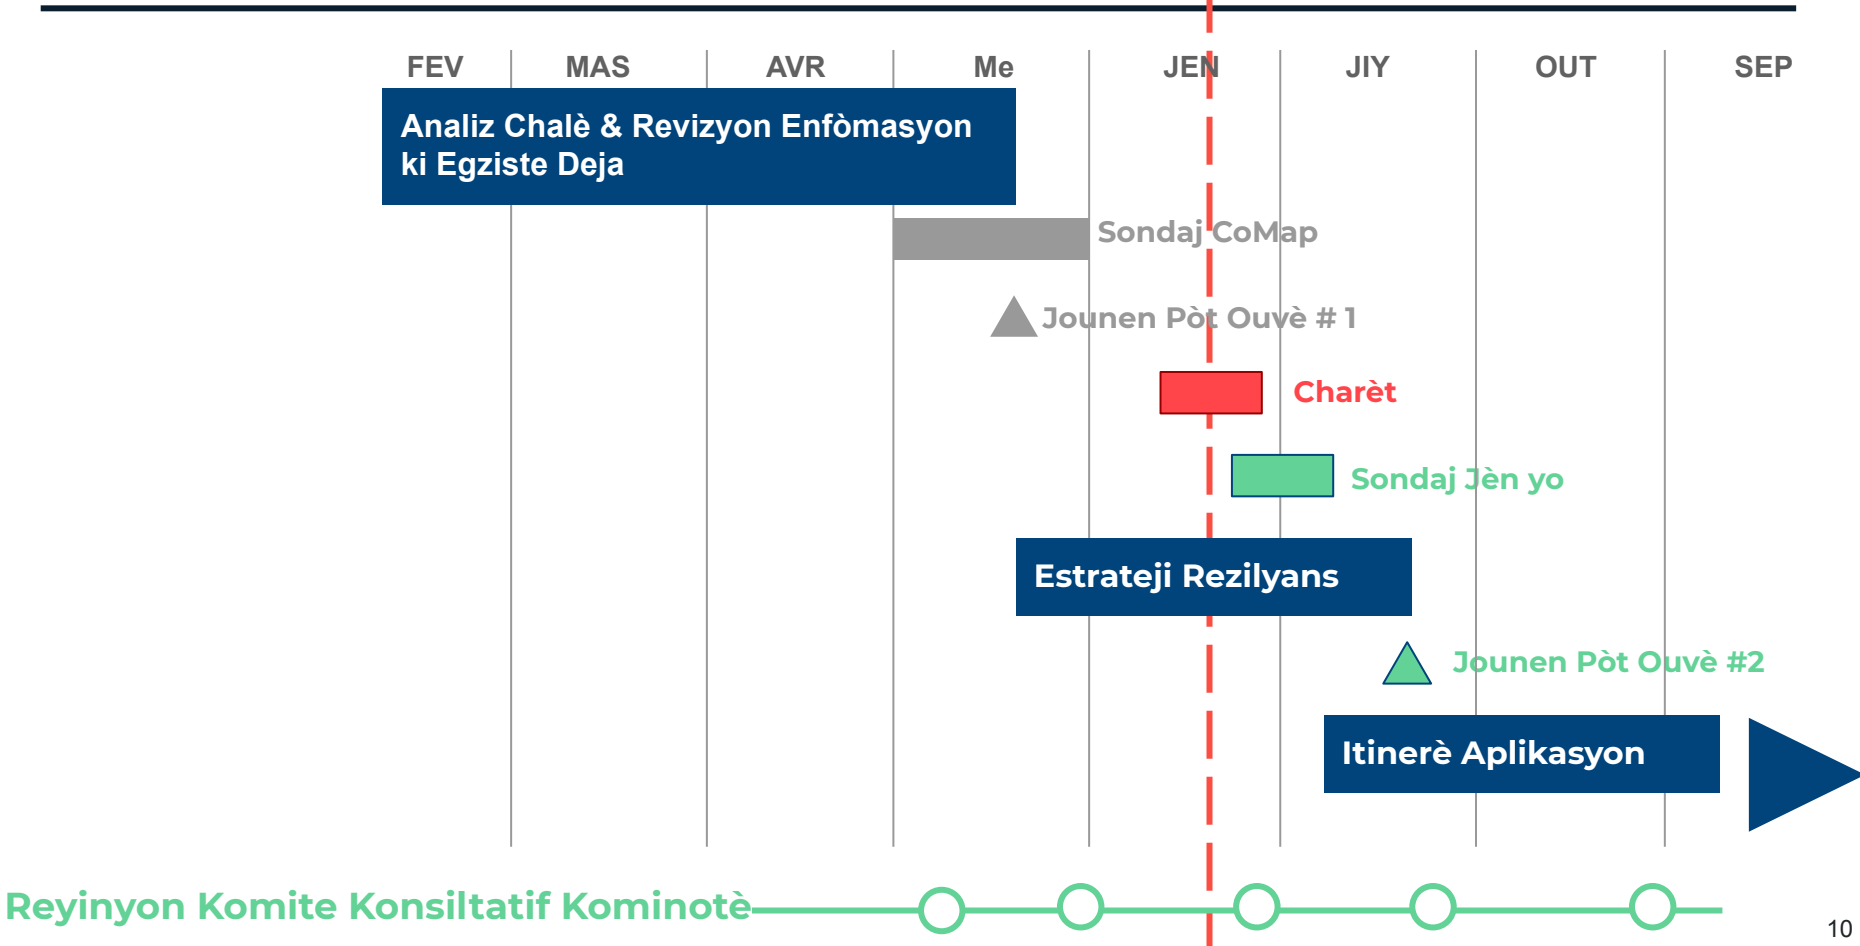 FEV MAS AVR Me JEN JIY OUT SEP
Analiz Chalè & Revizyon Enfòmasyon
ki Egziste Deja
Sondaj CoMap
Jounen Pòt Ouvè # 1
Charèt
Sondaj Jèn yo
Estrateji Rezilyans
Jounen Pòt Ouvè #2
Itinerè Aplikasyon
Reyinyon Komite Konsiltatif Kominotè
10